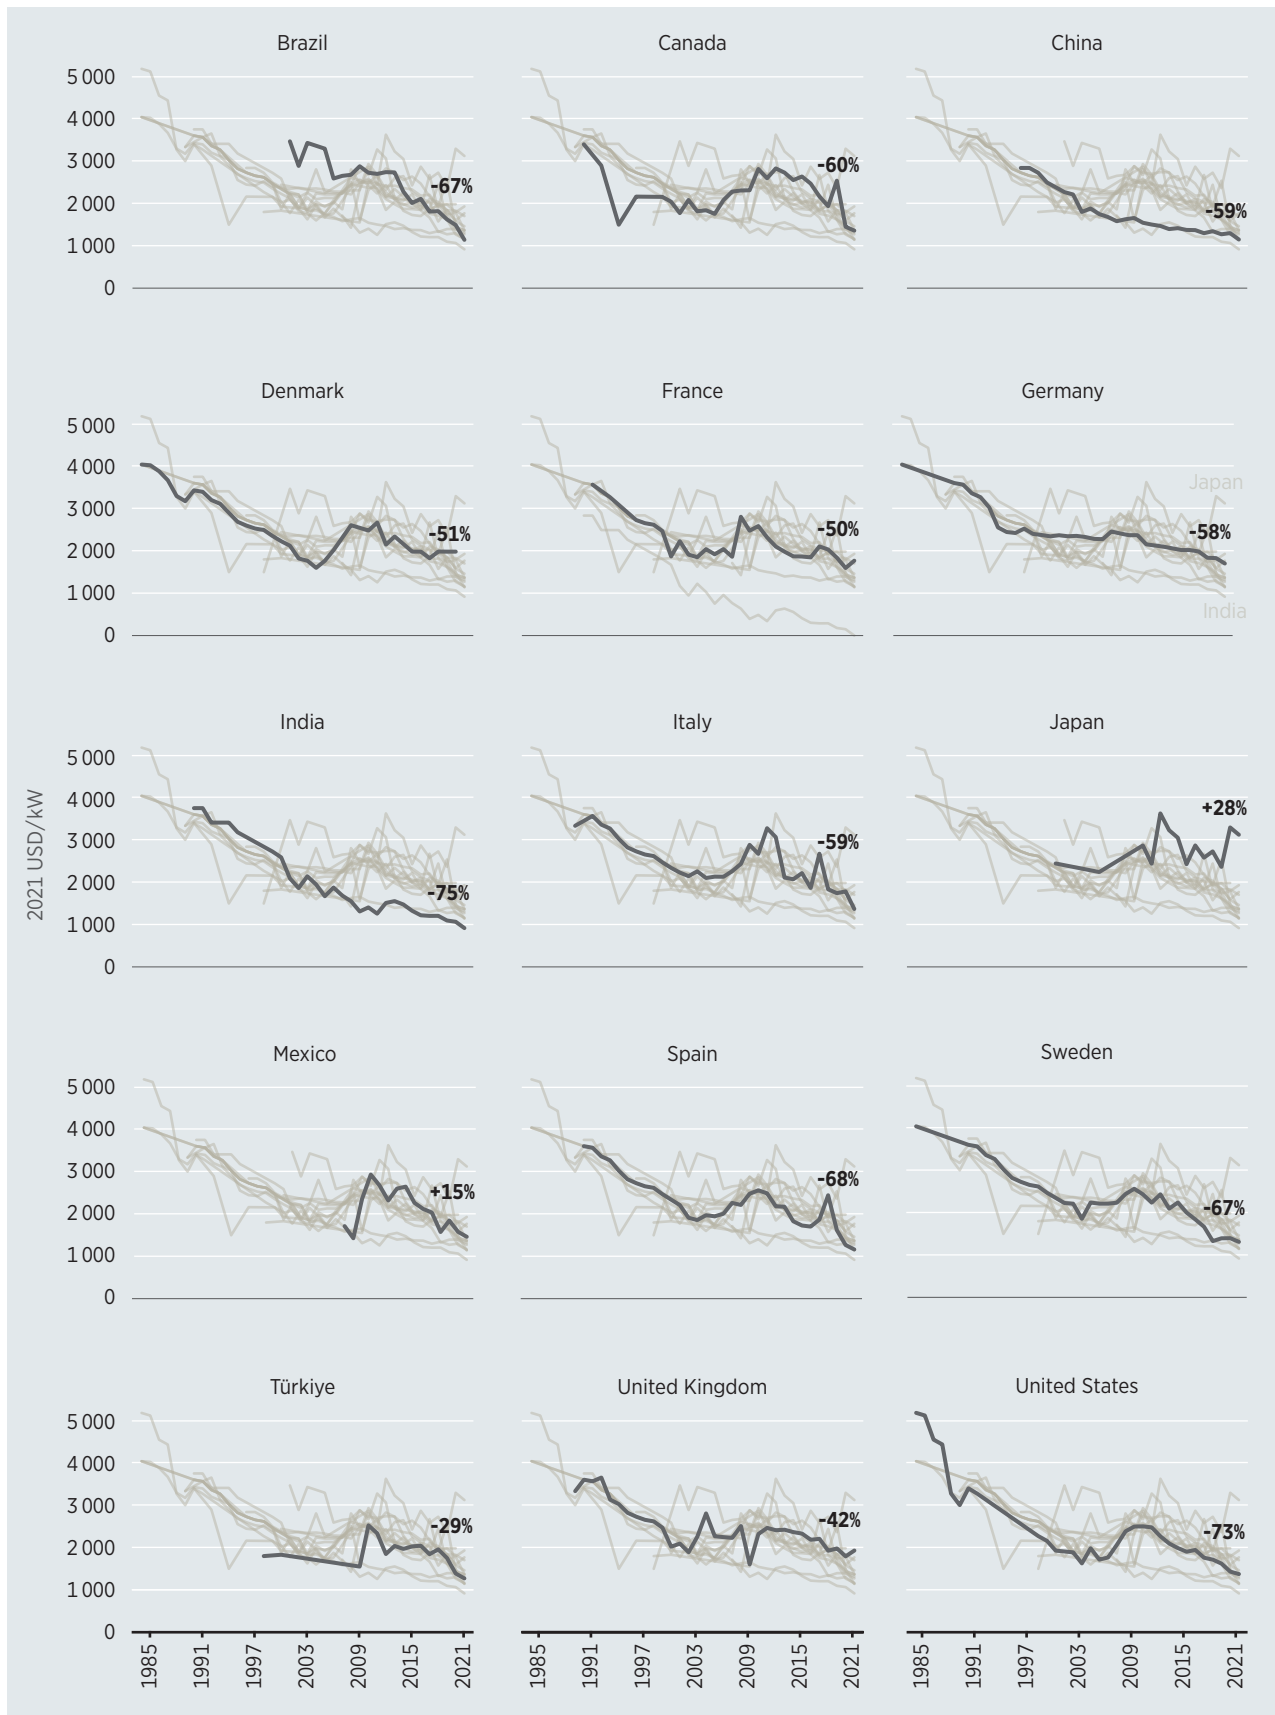 Brazil
Canada
China
5 000
4 000
3 000
2 000
1 000
0
-67%
-60%
-59%
Denmark
France
Germany
5 000
4 000
3 000
2 000
1 000
0
-51%
-50%
Japan
-58%
India
India
Italy
Japan
2021 USD/kW
5 000
4 000
3 000
2 000
1 000
0
-75%
-59%
+28%
Mexico
Spain
Sweden
5 000
4 000
3 000
2 000
1 000
0
+15%
-68%
-67%
Türkiye
United Kingdom
United States
5 000
4 000
3 000
2 000
1 000
0
-29%
-42%
-73%
1985 1991 1997 2003 2009 2015 2021
1985 1991 1997 2003 2009 2015 2021
1985 1991 1997 2003 2009 2015 2021